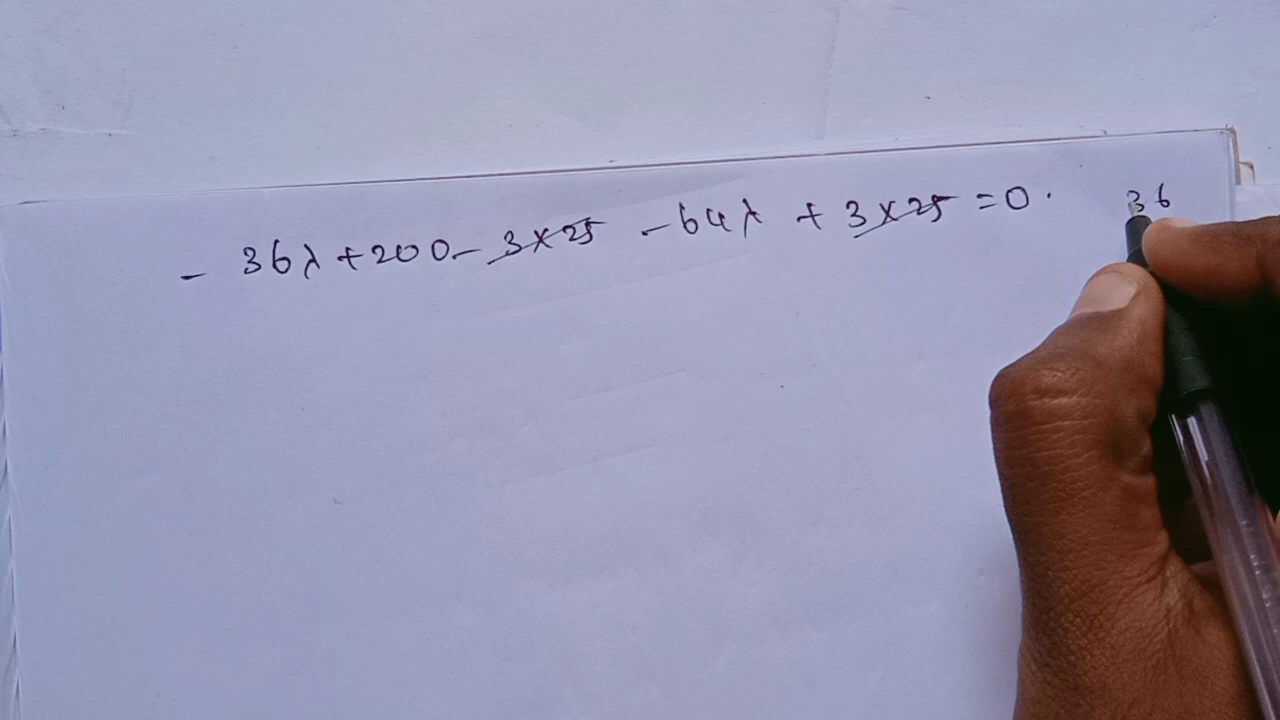 - 36λ + 200 - 3×25 - 64λ + 3×25 = 0. 36